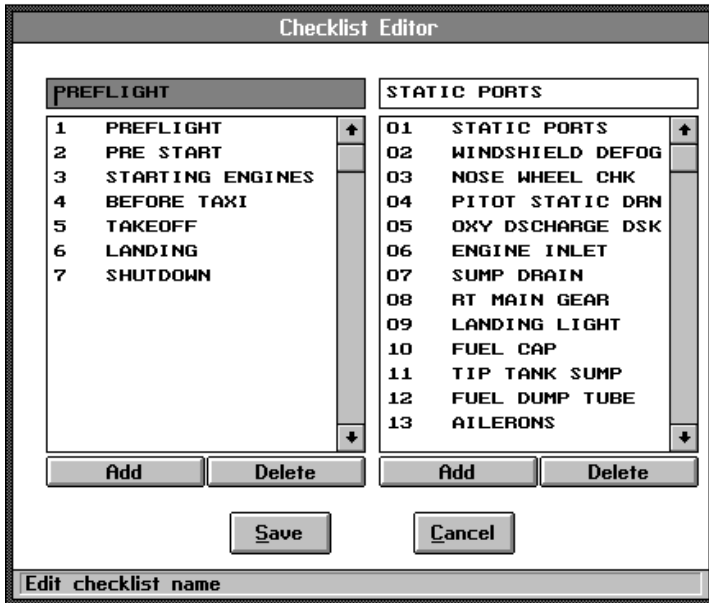 Checklist Editor
PREFLIGHT
1 PREFLIGHT
2 PRE START
3 STARTING ENGINES
4 BEFORE TAXI
5 TAKEOFF
6 LANDING
7 SHUTDOWN
Add Delete
STATIC PORTS
01 STATIC PORTS
02 WINDSHIELD DEFOG
03 NOSE WHEEL CHK
04 PITOT STATIC DRN
05 OXY DSCHARGE DSK
06 ENGINE INLET
07 SUMP DRAIN
08 RT MAIN GEAR
09 LANDING LIGHT
10 FUEL CAP
11 TIP TANK SUMP
12 FUEL DUMP TUBE
13 AILERONS
Add Delete
Save Cancel
Edit checklist name